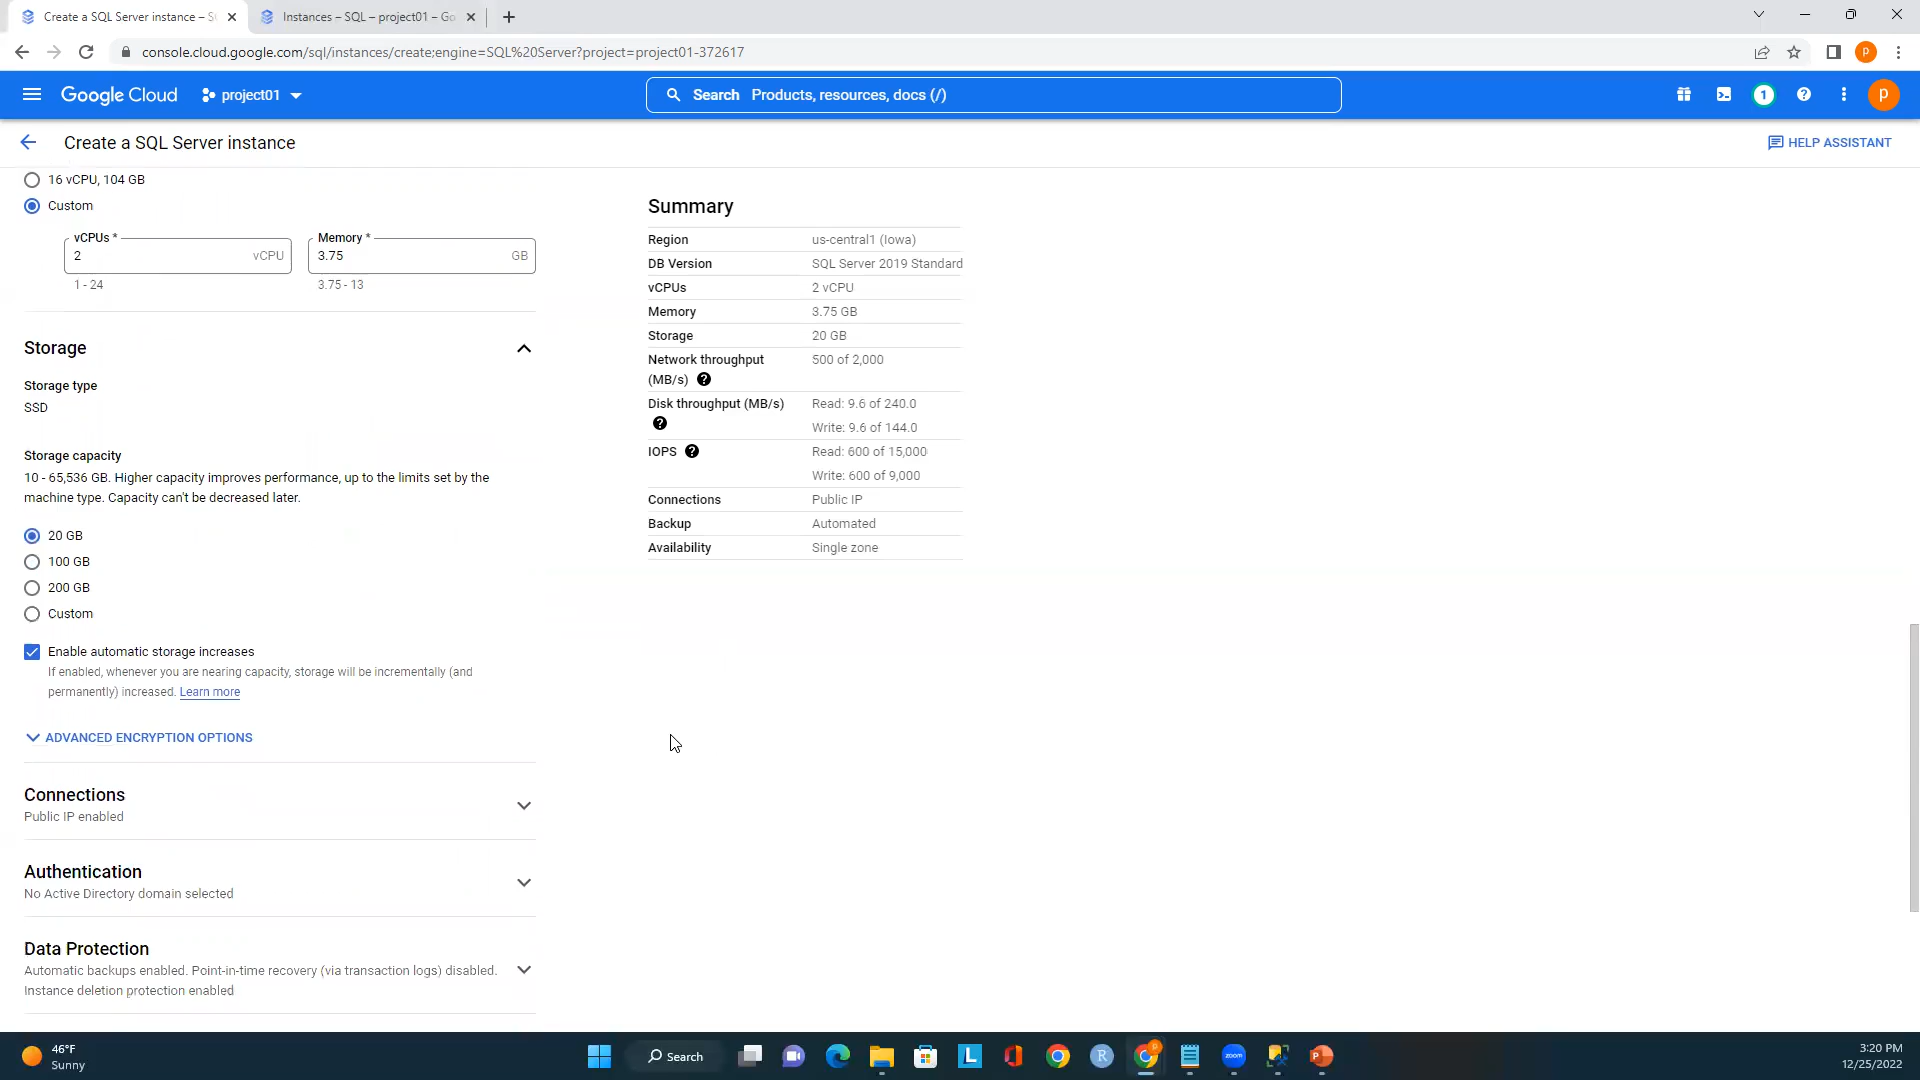 Create a SQL Server instance – S
Instances – SQL – project01 – Go
console.cloud.google.com/sql/instances/create;engine=SQL%20Server?project=project01-372617
P
Google Cloud
project01
Search Products, resources, docs (/)
1
P
Create a SQL Server instance
HELP ASSISTANT
16 vCPU, 104 GB
Custom
vCPUs *
2
vCPU
1 - 24
Memory *
3.75
GB
3.75 - 13
Storage
Storage type
SSD
Storage capacity
10 - 65,536 GB. Higher capacity improves performance, up to the limits set by the
machine type. Capacity can't be decreased later.
20 GB
100 GB
200 GB
Custom
Enable automatic storage increases
If enabled, whenever you are nearing capacity, storage will be incrementally (and
permanently) increased. Learn more
ADVANCED ENCRYPTION OPTIONS
Connections
Public IP enabled
Authentication
No Active Directory domain selected
Data Protection
Automatic backups enabled. Point-in-time recovery (via transaction logs) disabled.
Instance deletion protection enabled
Summary
Region us-central1 (Iowa)
DB Version SQL Server 2019 Standard
vCPUs 2 vCPU
Memory 3.75 GB
Storage 20 GB
Network throughput 500 of 2,000
(MB/s)
Disk throughput (MB/s) Read: 9.6 of 240.0
Write: 9.6 of 144.0
IOPS Read: 600 of 15,000
Write: 600 of 9,000
Connections Public IP
Backup Automated
Availability Single zone
46°F
Sunny
Search
L
R
zoom
P
3:20 PM
12/25/2022